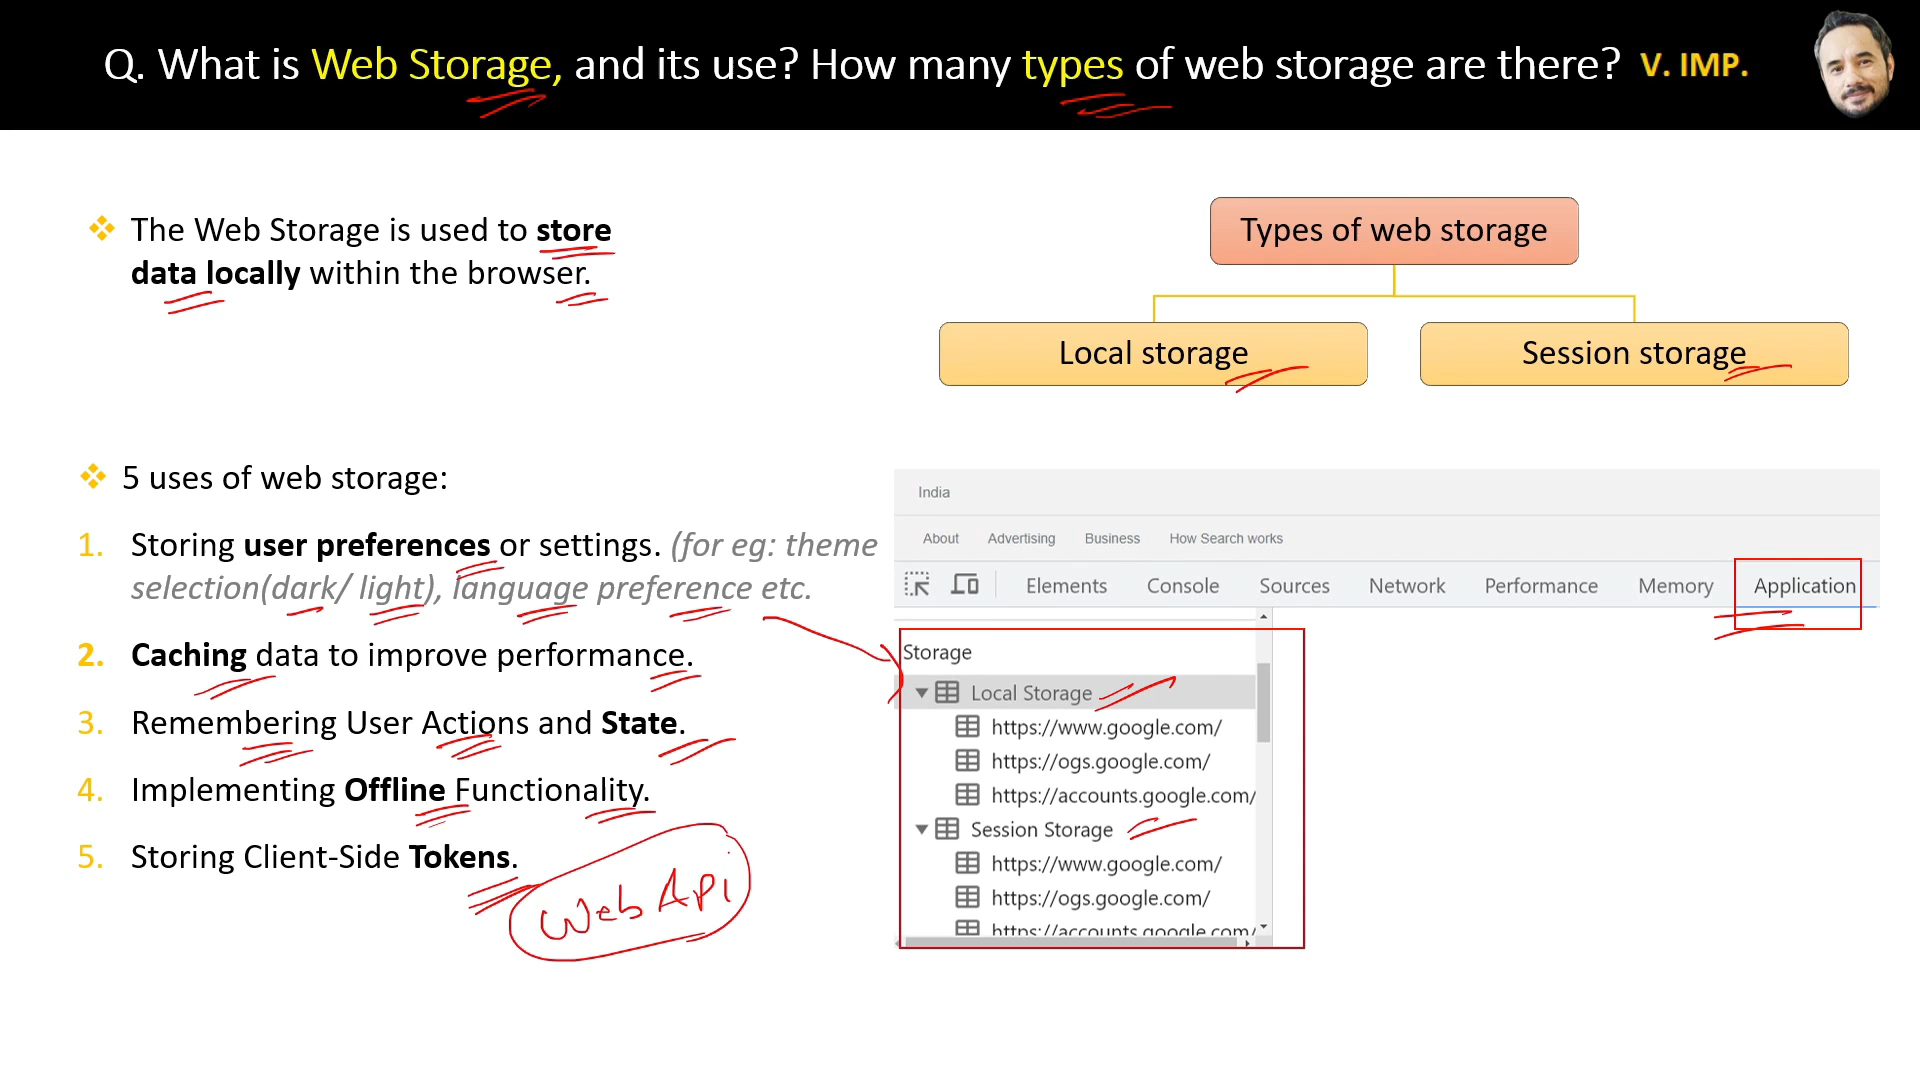 Q. What is Web Storage, and its use? How many types of web storage are there? V. IMP.
The Web Storage is used to store
data locally within the browser.
Types of web storage
Local storage
Session storage
5 uses of web storage:
1. Storing user preferences or settings. (for eg: theme
selection(dark/ light), language preference etc.
2. Caching data to improve performance.
3. Remembering User Actions and State.
4. Implementing Offline Functionality.
5. Storing Client-Side Tokens.
Web API
India
About Advertising Business How Search works
Elements Console Sources Network Performance Memory Application
Storage
Local Storage
https://www.google.com/
https://ogs.google.com/
https://accounts.google.com/
Session Storage
https://www.google.com/
https://ogs.google.com/
https://accounts.google.com/